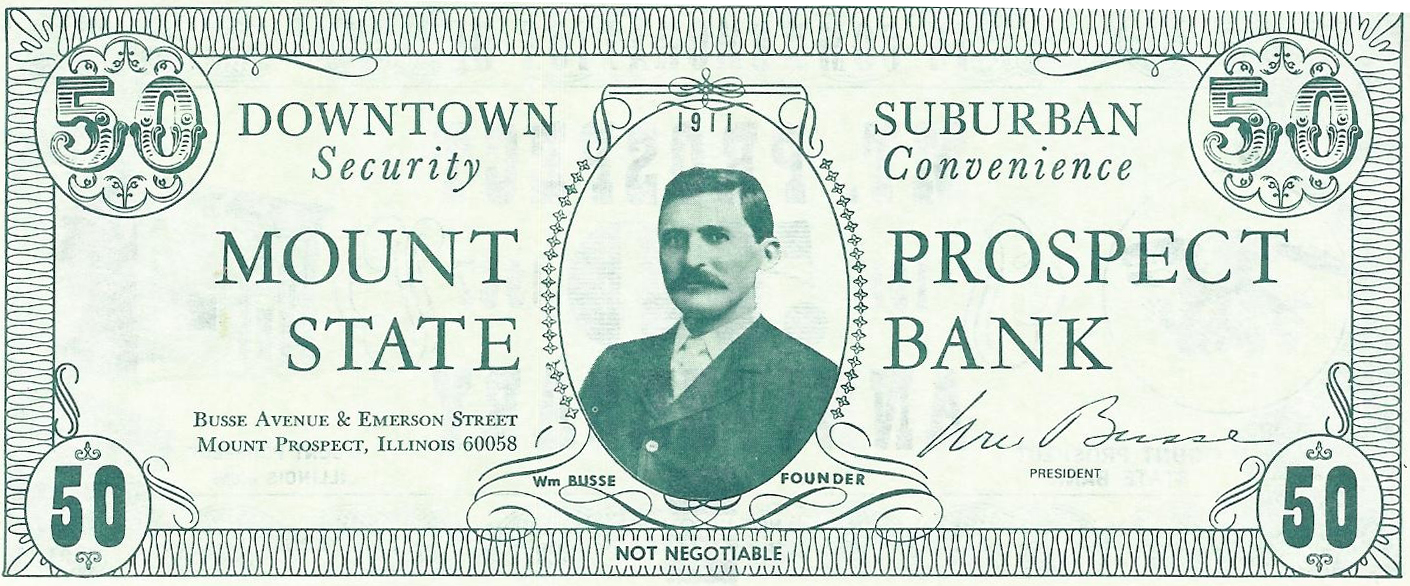 50
50
DOWNTOWN
Security
1911
SUBURBAN
Convenience
MOUNT PROSPECT
STATE BANK
BUSSE AVENUE & EMERSON STREET
MOUNT PROSPECT, ILLINOIS 60058
Wm Busse
PRESIDENT
Wm BUSSE
FOUNDER
50
50
NOT NEGOTIABLE